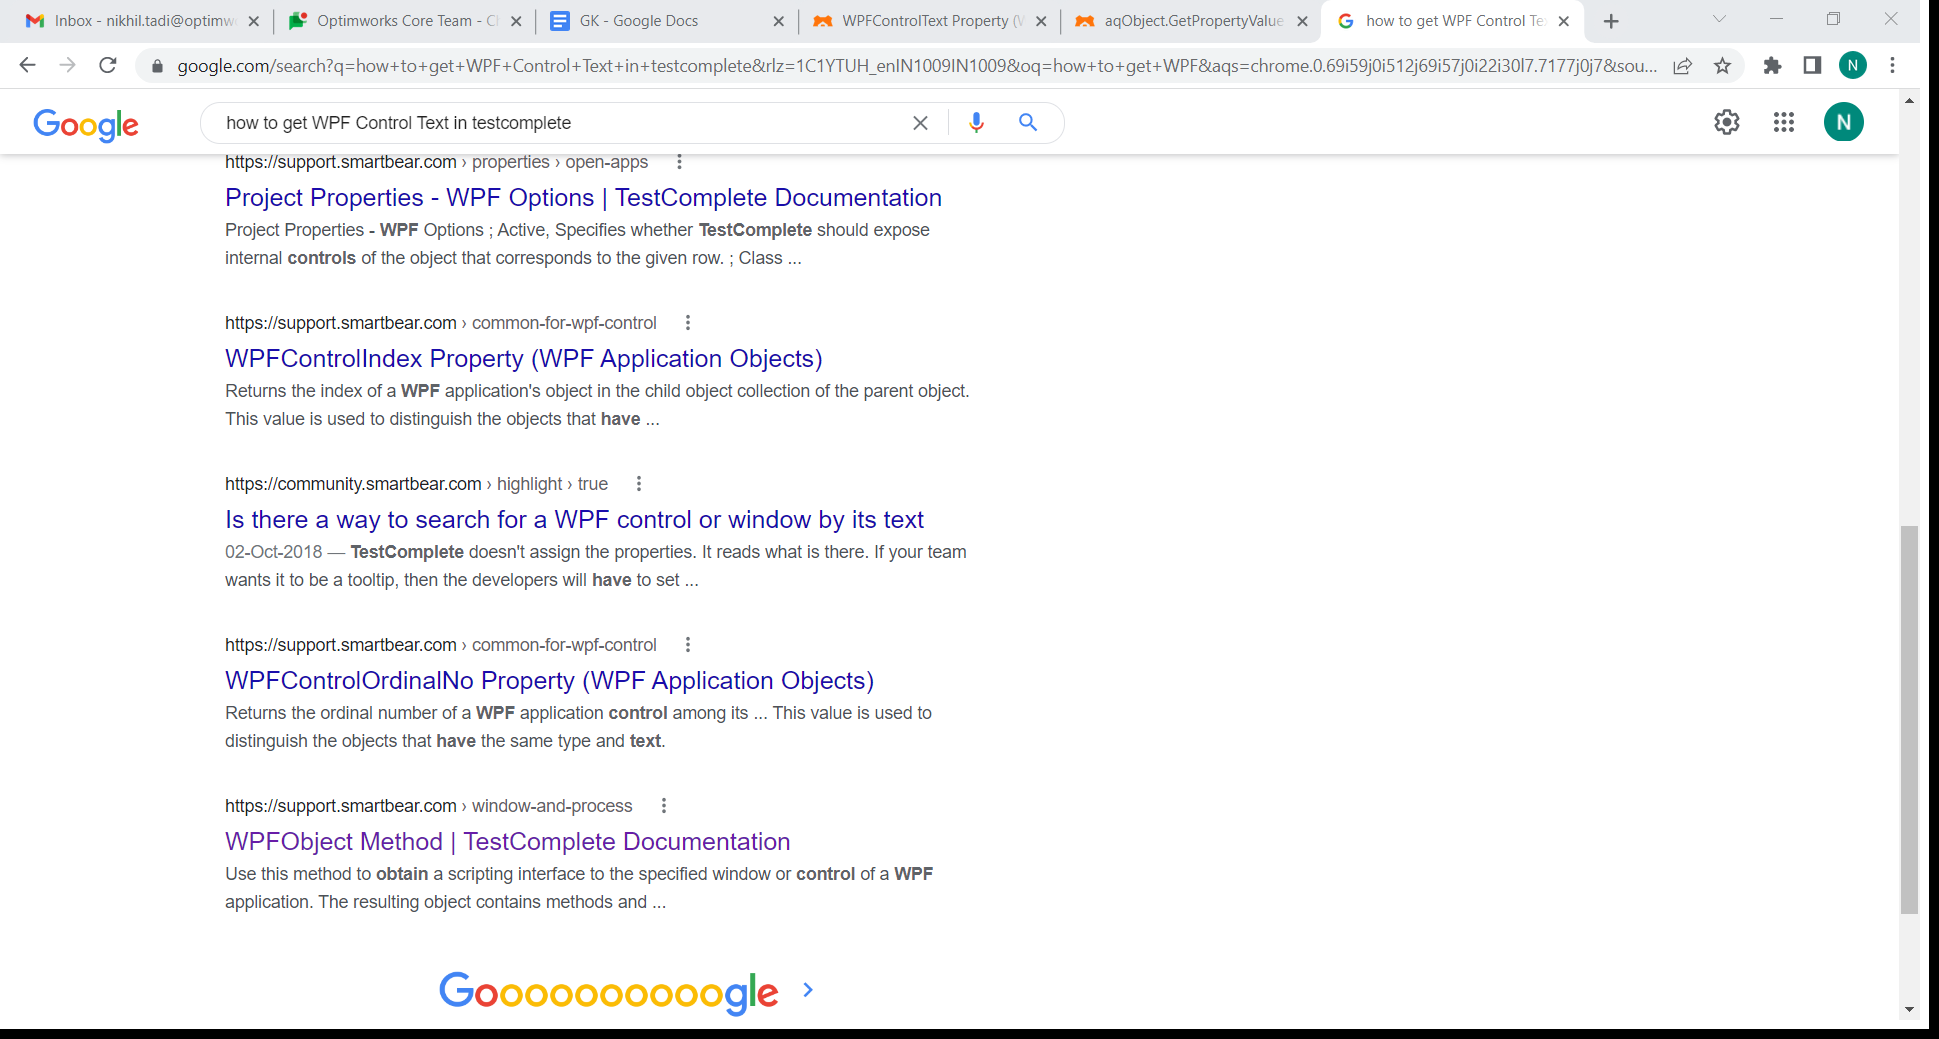 Inbox - nikhil.tadi@optimw
Optimworks Core Team - C
GK - Google Docs
WPFControlText Property (
aqObject.GetPropertyValue
how to get WPF Control Te
google.com/search?q=how+to+get+WPF+Control+Text+in+testcomplete&rlz=1C1YTUH_enIN1009IN1009&oq=how+to+get+WPF&aqs=chrome.0.69i59j0i512j69i57j0i22i30l7.7177j0j7&sou...
N
Google
how to get WPF Control Text in testcomplete
N
https://support.smartbear.com › properties › open-apps
Project Properties - WPF Options | TestComplete Documentation
Project Properties - WPF Options ; Active, Specifies whether TestComplete should expose
internal controls of the object that corresponds to the given row. ; Class ...
https://support.smartbear.com › common-for-wpf-control
WPFControlIndex Property (WPF Application Objects)
Returns the index of a WPF application's object in the child object collection of the parent object.
This value is used to distinguish the objects that have ...
https://community.smartbear.com › highlight › true
Is there a way to search for a WPF control or window by its text
02-Oct-2018 — TestComplete doesn't assign the properties. It reads what is there. If your team
wants it to be a tooltip, then the developers will have to set ...
https://support.smartbear.com › common-for-wpf-control
WPFControlOrdinalNo Property (WPF Application Objects)
Returns the ordinal number of a WPF application control among its ... This value is used to
distinguish the objects that have the same type and text.
https://support.smartbear.com › window-and-process
WPFObject Method | TestComplete Documentation
Use this method to obtain a scripting interface to the specified window or control of a WPF
application. The resulting object contains methods and ...
Goooooooooogle